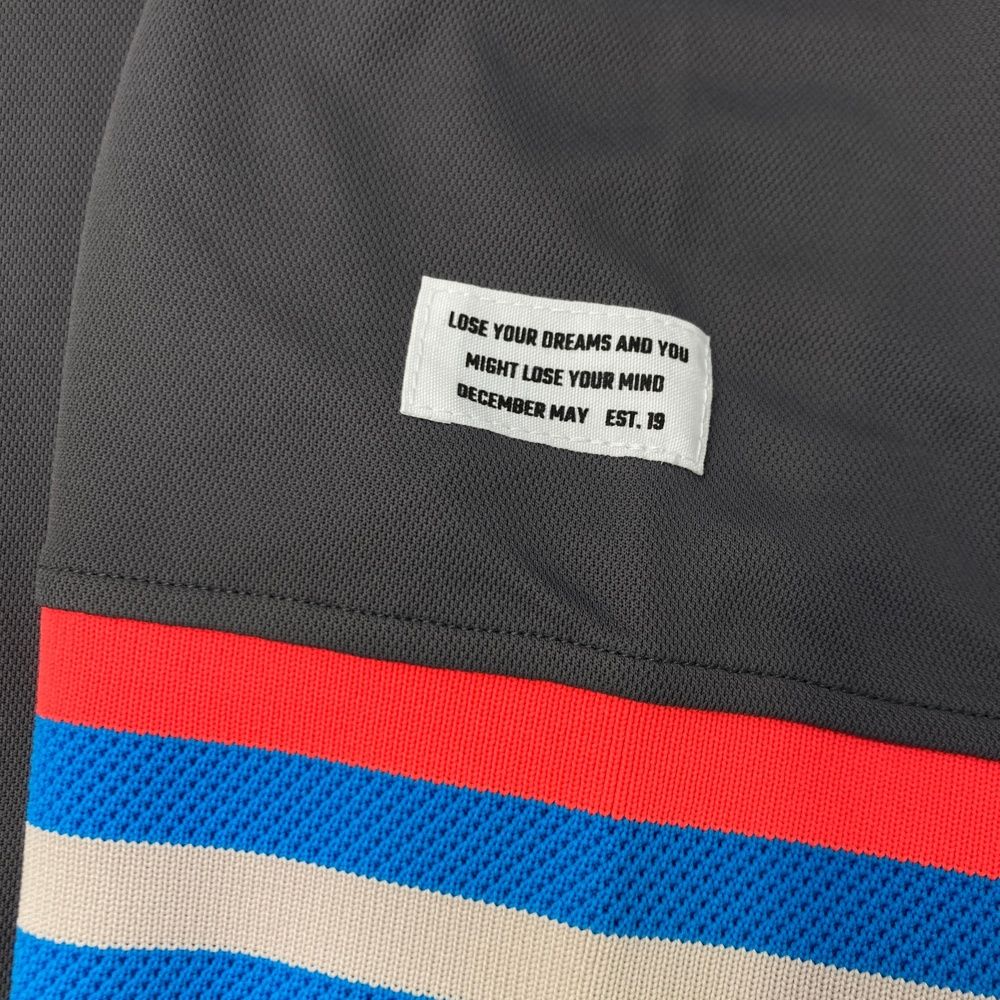 LOSE YOUR DREAMS AND YOU
MIGHT LOSE YOUR MIND
DECEMBER MAY EST. 19